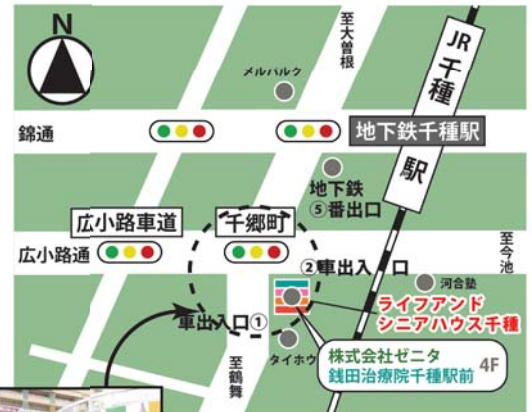 N
至大曽根
JR千種駅
メルパルク
錦通
地下鉄千種駅
地下鉄
⑤番出口
広小路車道
千郷町
広小路通
②車出入口
至今池
河合塾
ライフアンド
シニアハウス千種
車出入口①
タイホウ
至鶴舞
株式会社ゼニタ
銭田治療院千種駅前
4F